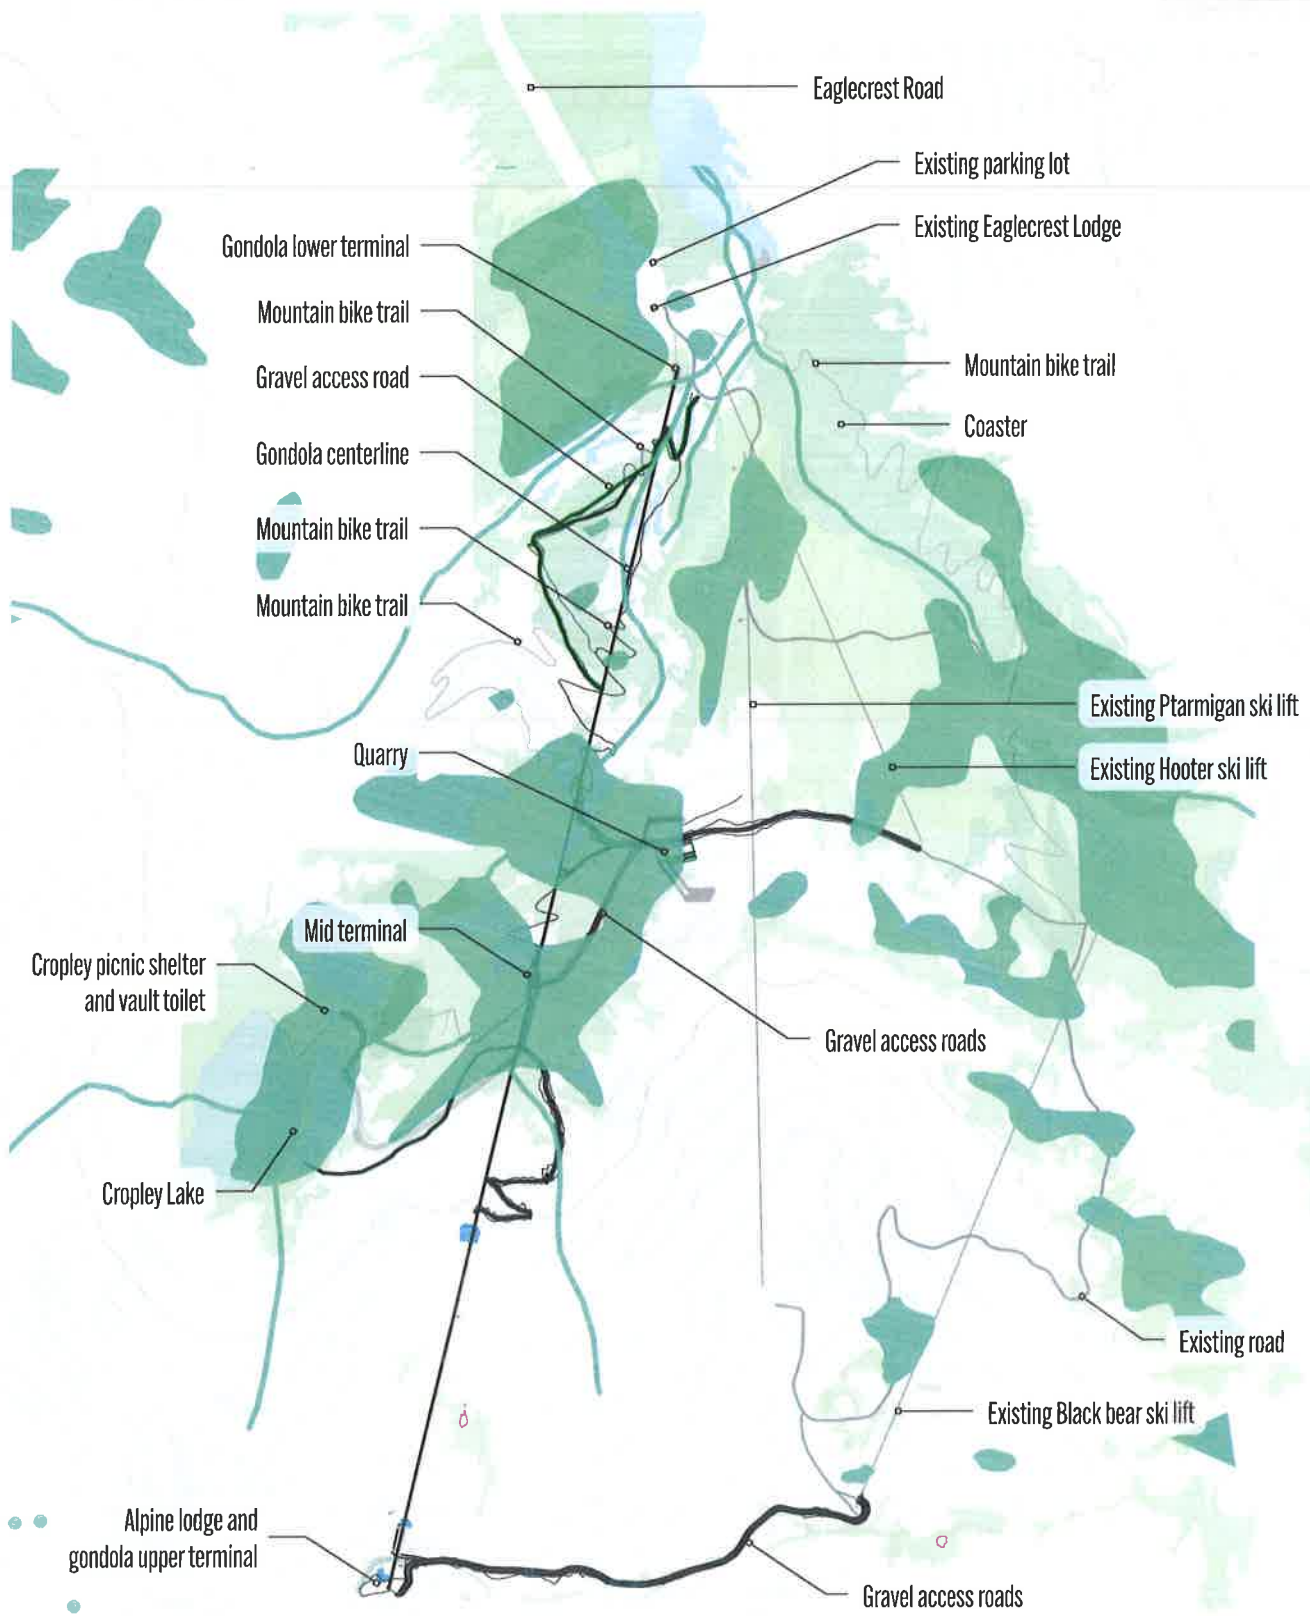 Eaglecrest Road
Existing parking lot
Existing Eaglecrest Lodge
Gondola lower terminal
Mountain bike trail
Gravel access road
Gondola centerline
Mountain bike trail
Mountain bike trail
Mountain bike trail
Coaster
Existing Ptarmigan ski lift
Existing Hooter ski lift
Quarry
Mid terminal
Cropley picnic shelter
and vault toilet
Gravel access roads
Cropley Lake
Existing road
Existing Black bear ski lift
Alpine lodge and
gondola upper terminal
Gravel access roads